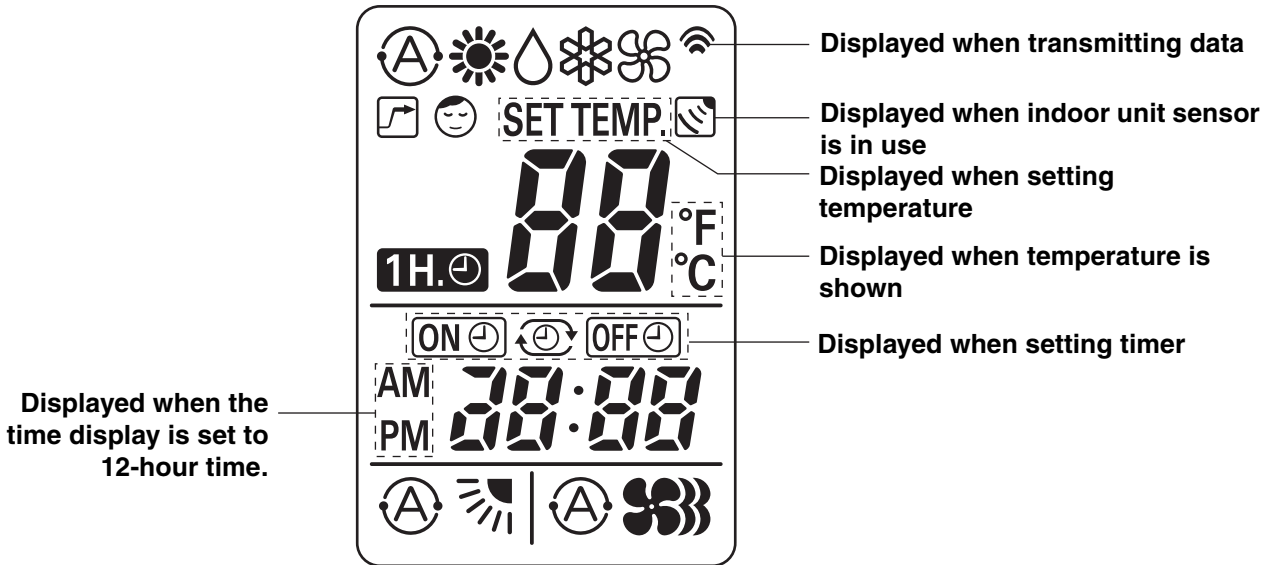 Displayed when transmitting data
SET TEMP.
Displayed when indoor unit sensor
is in use
Displayed when setting
temperature
88
°F
°C
1H.
Displayed when temperature is
shown
ON
OFF
Displayed when setting timer
AM
PM
28:88
Displayed when the
time display is set to
12-hour time.
A
A
A